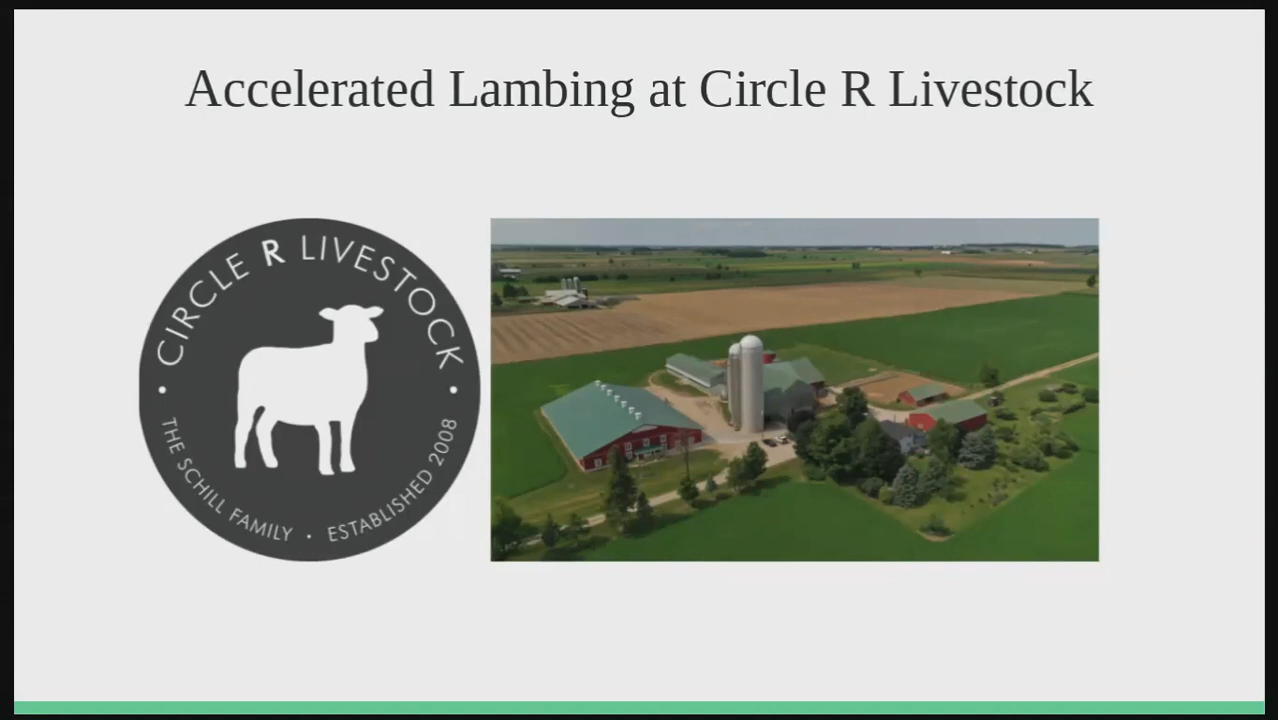 Accelerated Lambing at Circle R Livestock
CIRCLE R LIVESTOCK
THE SCHILL FAMILY • ESTABLISHED 2008